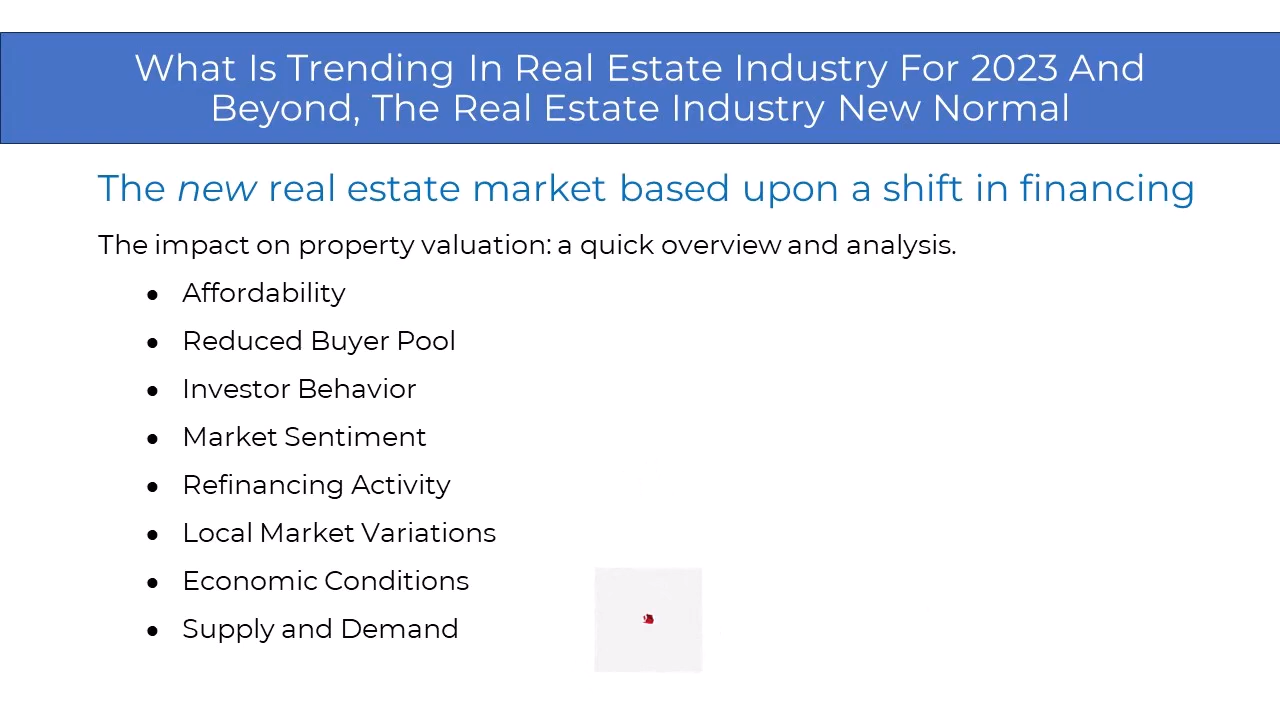 What Is Trending In Real Estate Industry For 2023 And
Beyond, The Real Estate Industry New Normal
The new real estate market based upon a shift in financing
The impact on property valuation: a quick overview and analysis.
● Affordability
● Reduced Buyer Pool
● Investor Behavior
● Market Sentiment
● Refinancing Activity
● Local Market Variations
● Economic Conditions
● Supply and Demand